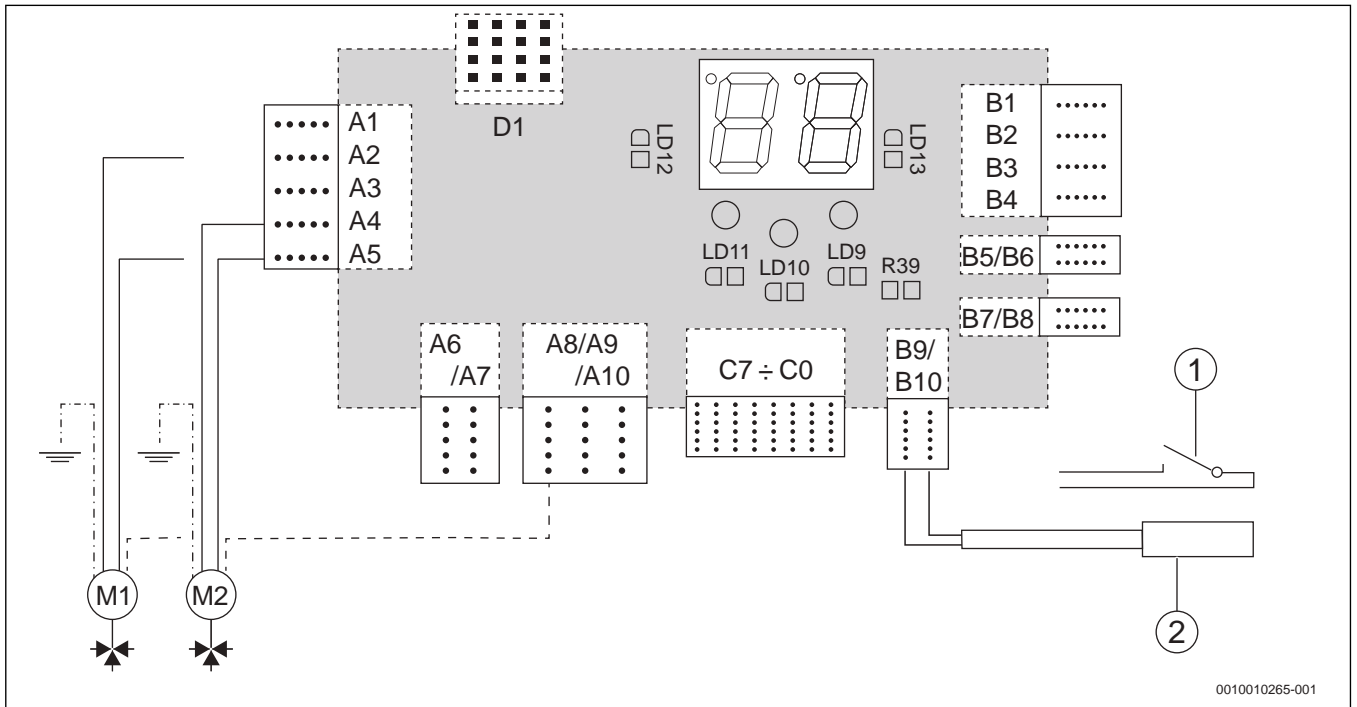 D1
A1
A2
A3
A4
A5
LD12
LD13
B1
B2
B3
B4
B5/B6
B7/B8
LD11
LD10
LD9
R39
A6
/A7
A8/A9
/A10
C7 ÷ C0
B9/
B10
1
2
M1
M2
0010010265-001